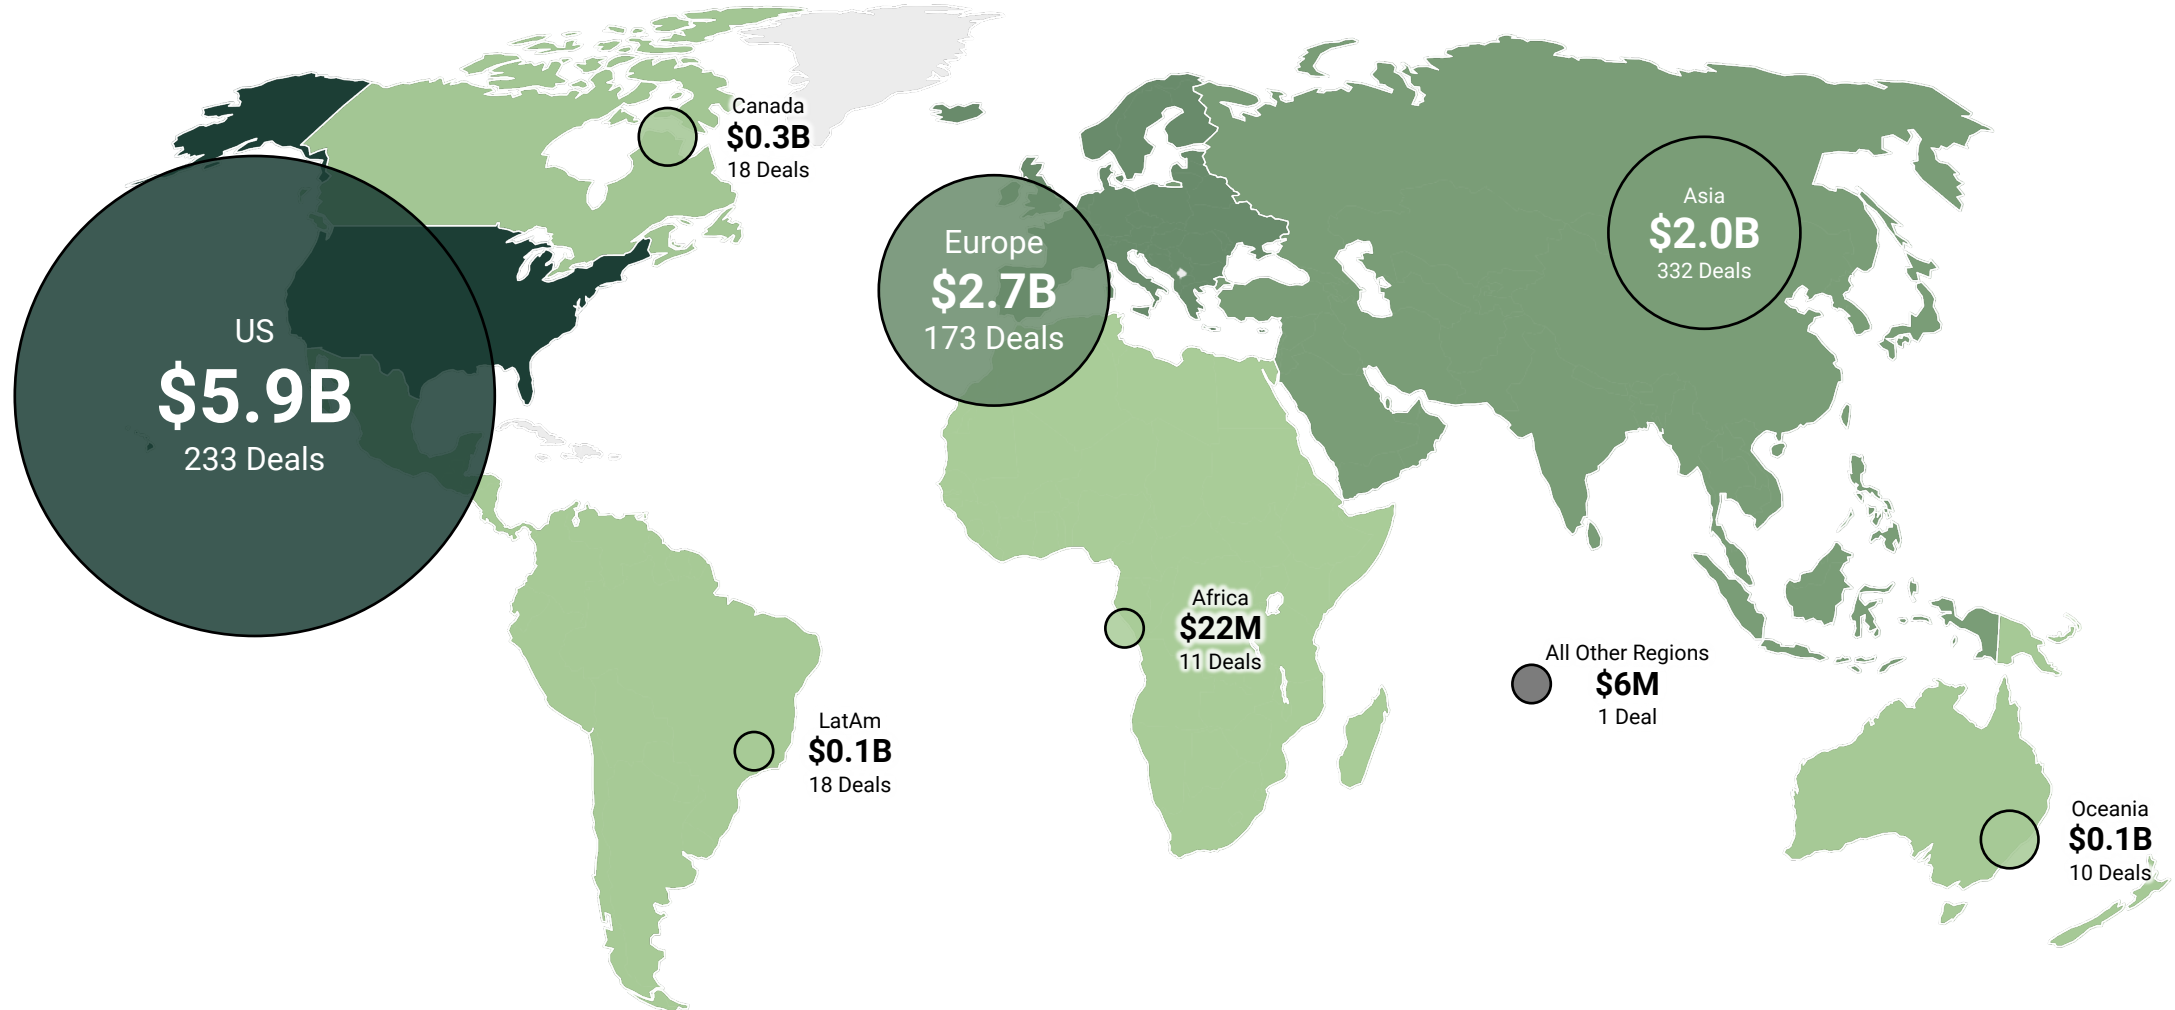 Canada
$0.3B
18 Deals
US
$5.9B
233 Deals
Europe
$2.7B
173 Deals
Asia
$2.0B
332 Deals
Africa
$22M
11 Deals
All Other Regions
$6M
1 Deal
LatAm
$0.1B
18 Deals
Oceania
$0.1B
10 Deals